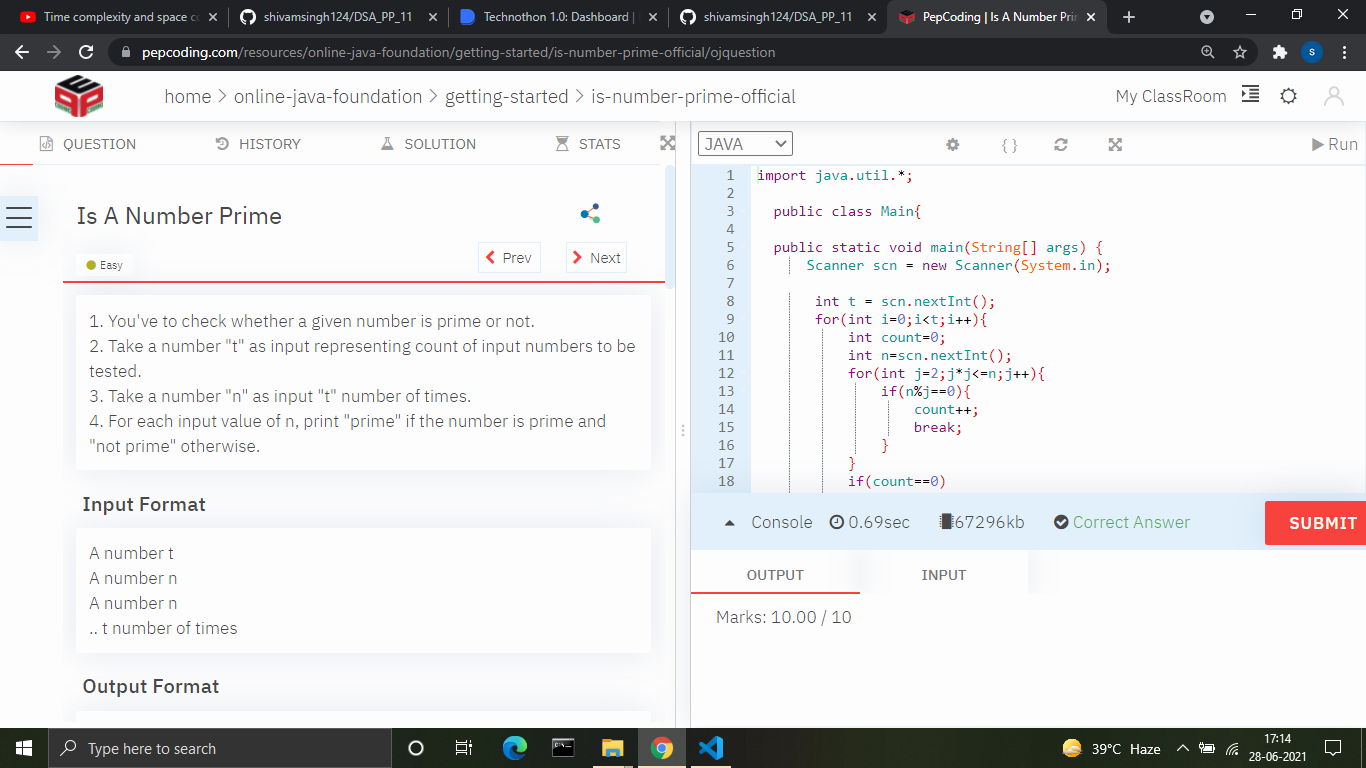 Time complexity and space co
shivamsingh124/DSA_PP_11
Technothon 1.0: Dashboard |
shivamsingh124/DSA_PP_11
PepCoding | Is A Number Prim
pepcoding.com/resources/online-java-foundation/getting-started/is-number-prime-official/ojquestion
S
home > online-java-foundation > getting-started > is-number-prime-official
My ClassRoom
QUESTION
HISTORY
SOLUTION
STATS
JAVA
{ }
Run
Is A Number Prime
Easy
Prev
Next
1. You've to check whether a given number is prime or not.
2. Take a number "t" as input representing count of input numbers to be
tested.
3. Take a number "n" as input "t" number of times.
4. For each input value of n, print "prime" if the number is prime and
"not prime" otherwise.
Input Format
A number t
A number n
A number n
.. t number of times
Output Format
1 import java.util.*;
2
3 public class Main{
4
5 public static void main(String[] args) {
6 Scanner scn = new Scanner(System.in);
7
8 int t = scn.nextInt();
9 for(int i=0;i<t;i++){
10 int count=0;
11 int n=scn.nextInt();
12 for(int j=2;j*j<=n;j++){
13 if(n%j==0){
14 count++;
15 break;
16 }
17 }
18 if(count==0)
Console 0.69sec 67296kb Correct Answer
SUBMIT
OUTPUT
INPUT
Marks: 10.00 / 10
Type here to search
39°C Haze
17:14
28-06-2021